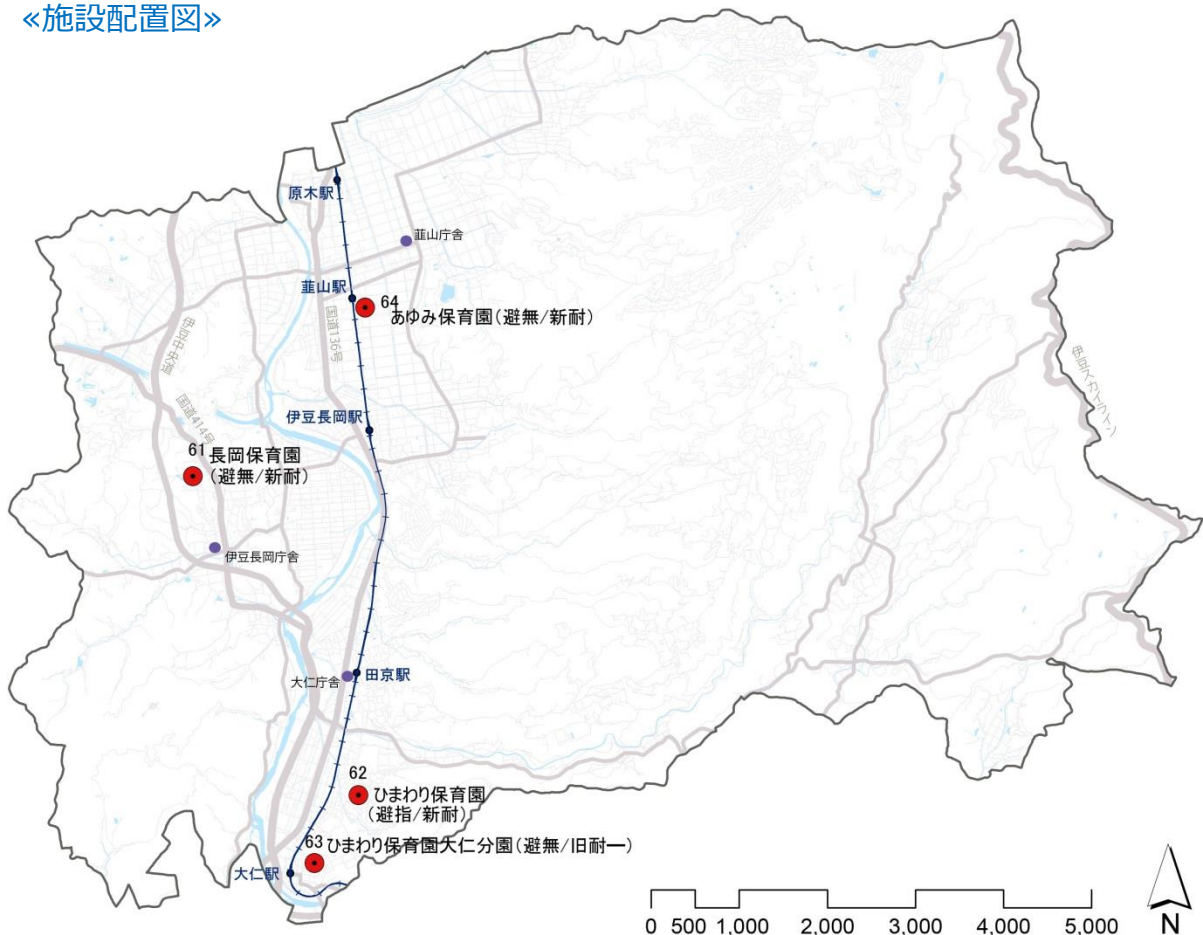 «施設配置図»
原木駅
韮山庁舎
韮山駅
64
あゆみ保育園(避無/新耐)
国道136号
伊豆中央道
伊豆スカイライン
伊豆長岡駅
国道414号
61 長岡保育園
(避無/新耐)
伊豆長岡庁舎
大仁庁舎
田京駅
62
ひまわり保育園
(避指/新耐)
63 ひまわり保育園大仁分園(避無/旧耐ー)
大仁駅
0 500 1,000 2,000 3,000 4,000 5,000
N